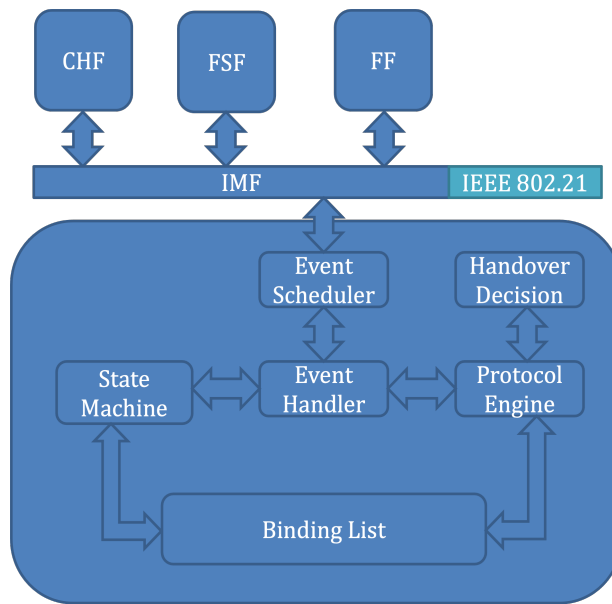 CHF
FSF
FF
IMF
IEEE 802.21
Event
Scheduler
Handover
Decision
State
Machine
Event
Handler
Protocol
Engine
Binding List